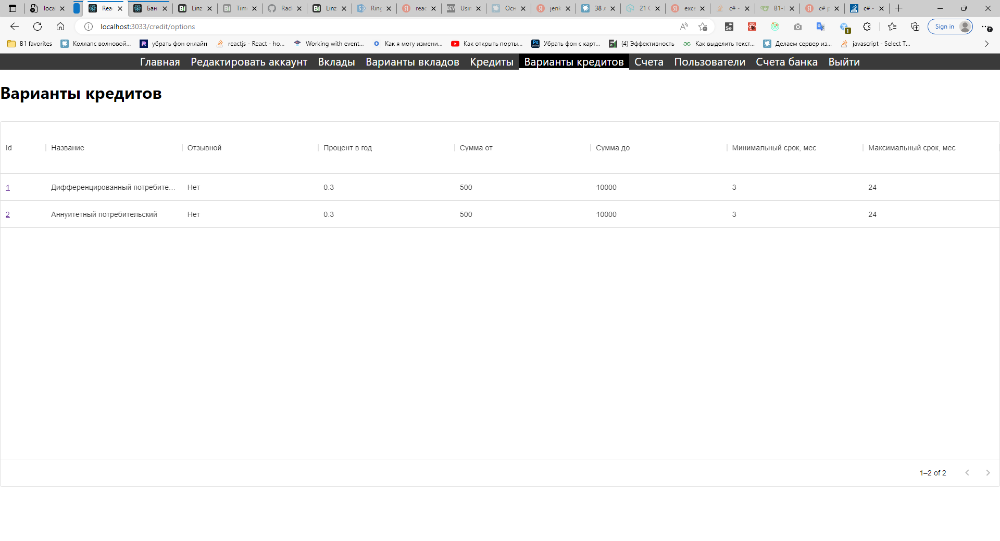 loca
Rea
Бан
Linz
Tim
Rad
Linz
Ring
reac
DEV
Usin
Осн
jenk
38 л
21 С
exce
c# -
B1-
c# p
c# -
localhost:3033/credit/options
Sign in
B1 favorites
Коллапс волновой...
убрать фон онлайн
reactjs - React - ho...
Working with event...
Как я могу измени...
Как открыть порты...
Убрать фон с карт...
(4) Эффективность
Как выделить текст...
Делаем сервер из...
javascript - Select T...
Главная Редактировать аккаунт Вклады Варианты вкладов Кредиты Варианты кредитов Счета Пользователи Счета банка Выйти
Варианты кредитов
Id Название Отзывной Процент в год Сумма от Сумма до Минимальный срок, мес Максимальный срок, мес
1 Дифференцированный потребите... Нет 0.3 500 10000 3 24
2 Аннуитетный потребительский Нет 0.3 500 10000 3 24
1–2 of 2